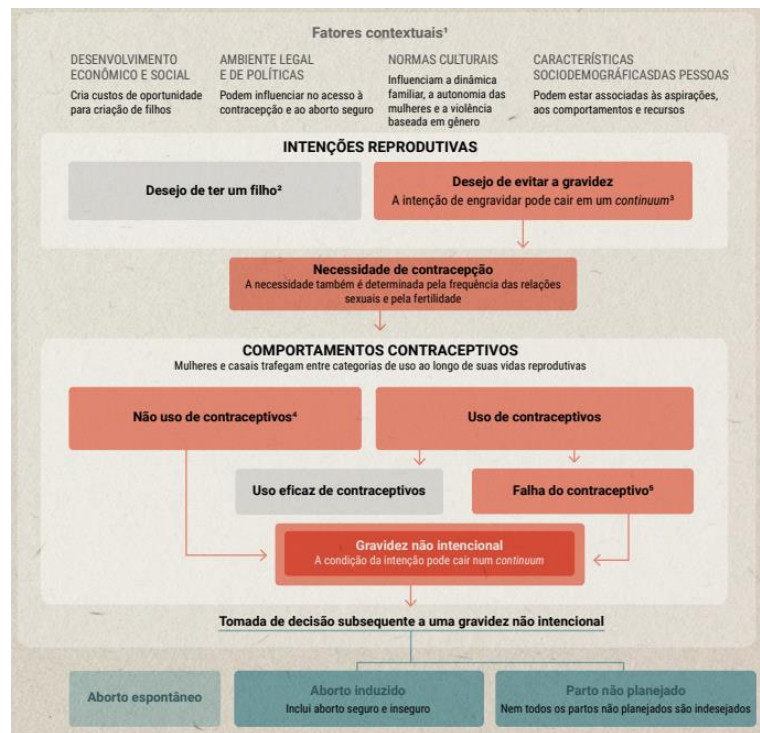 Fatores contextuais¹
DESENVOLVIMENTO
ECONÔMICO E SOCIAL
Cria custos de oportunidade
para criação de filhos
AMBIENTE LEGAL
E DE POLÍTICAS
Podem influenciar no acesso à
contracepção e ao aborto seguro
NORMAS CULTURAIS
Influenciam a dinâmica
familiar, a autonomia das
mulheres e a violência
baseada em gênero
CARACTERÍSTICAS
SOCIODEMOGRÁFICASDAS PESSOAS
Podem estar associadas às aspirações,
aos comportamentos e recursos
INTENÇÕES REPRODUTIVAS
Desejo de ter um filho²
Desejo de evitar a gravidez
A intenção de engravidar pode cair em um continuum³
Necessidade de contracepção
A necessidade também é determinada pela frequência das relações
sexuais e pela fertilidade
COMPORTAMENTOS CONTRACEPTIVOS
Mulheres e casais trafegam entre categorias de uso ao longo de suas vidas reprodutivas
Não uso de contraceptivos⁴
Uso de contraceptivos
Uso eficaz de contraceptivos
Falha do contraceptivo⁵
Gravidez não intencional
A condição da intenção pode cair num continuum
Tomada de decisão subsequente a uma gravidez não intencional
Aborto espontâneo
Aborto induzido
Inclui aborto seguro e inseguro
Parto não planejado
Nem todos os partos não planejados são indesejados